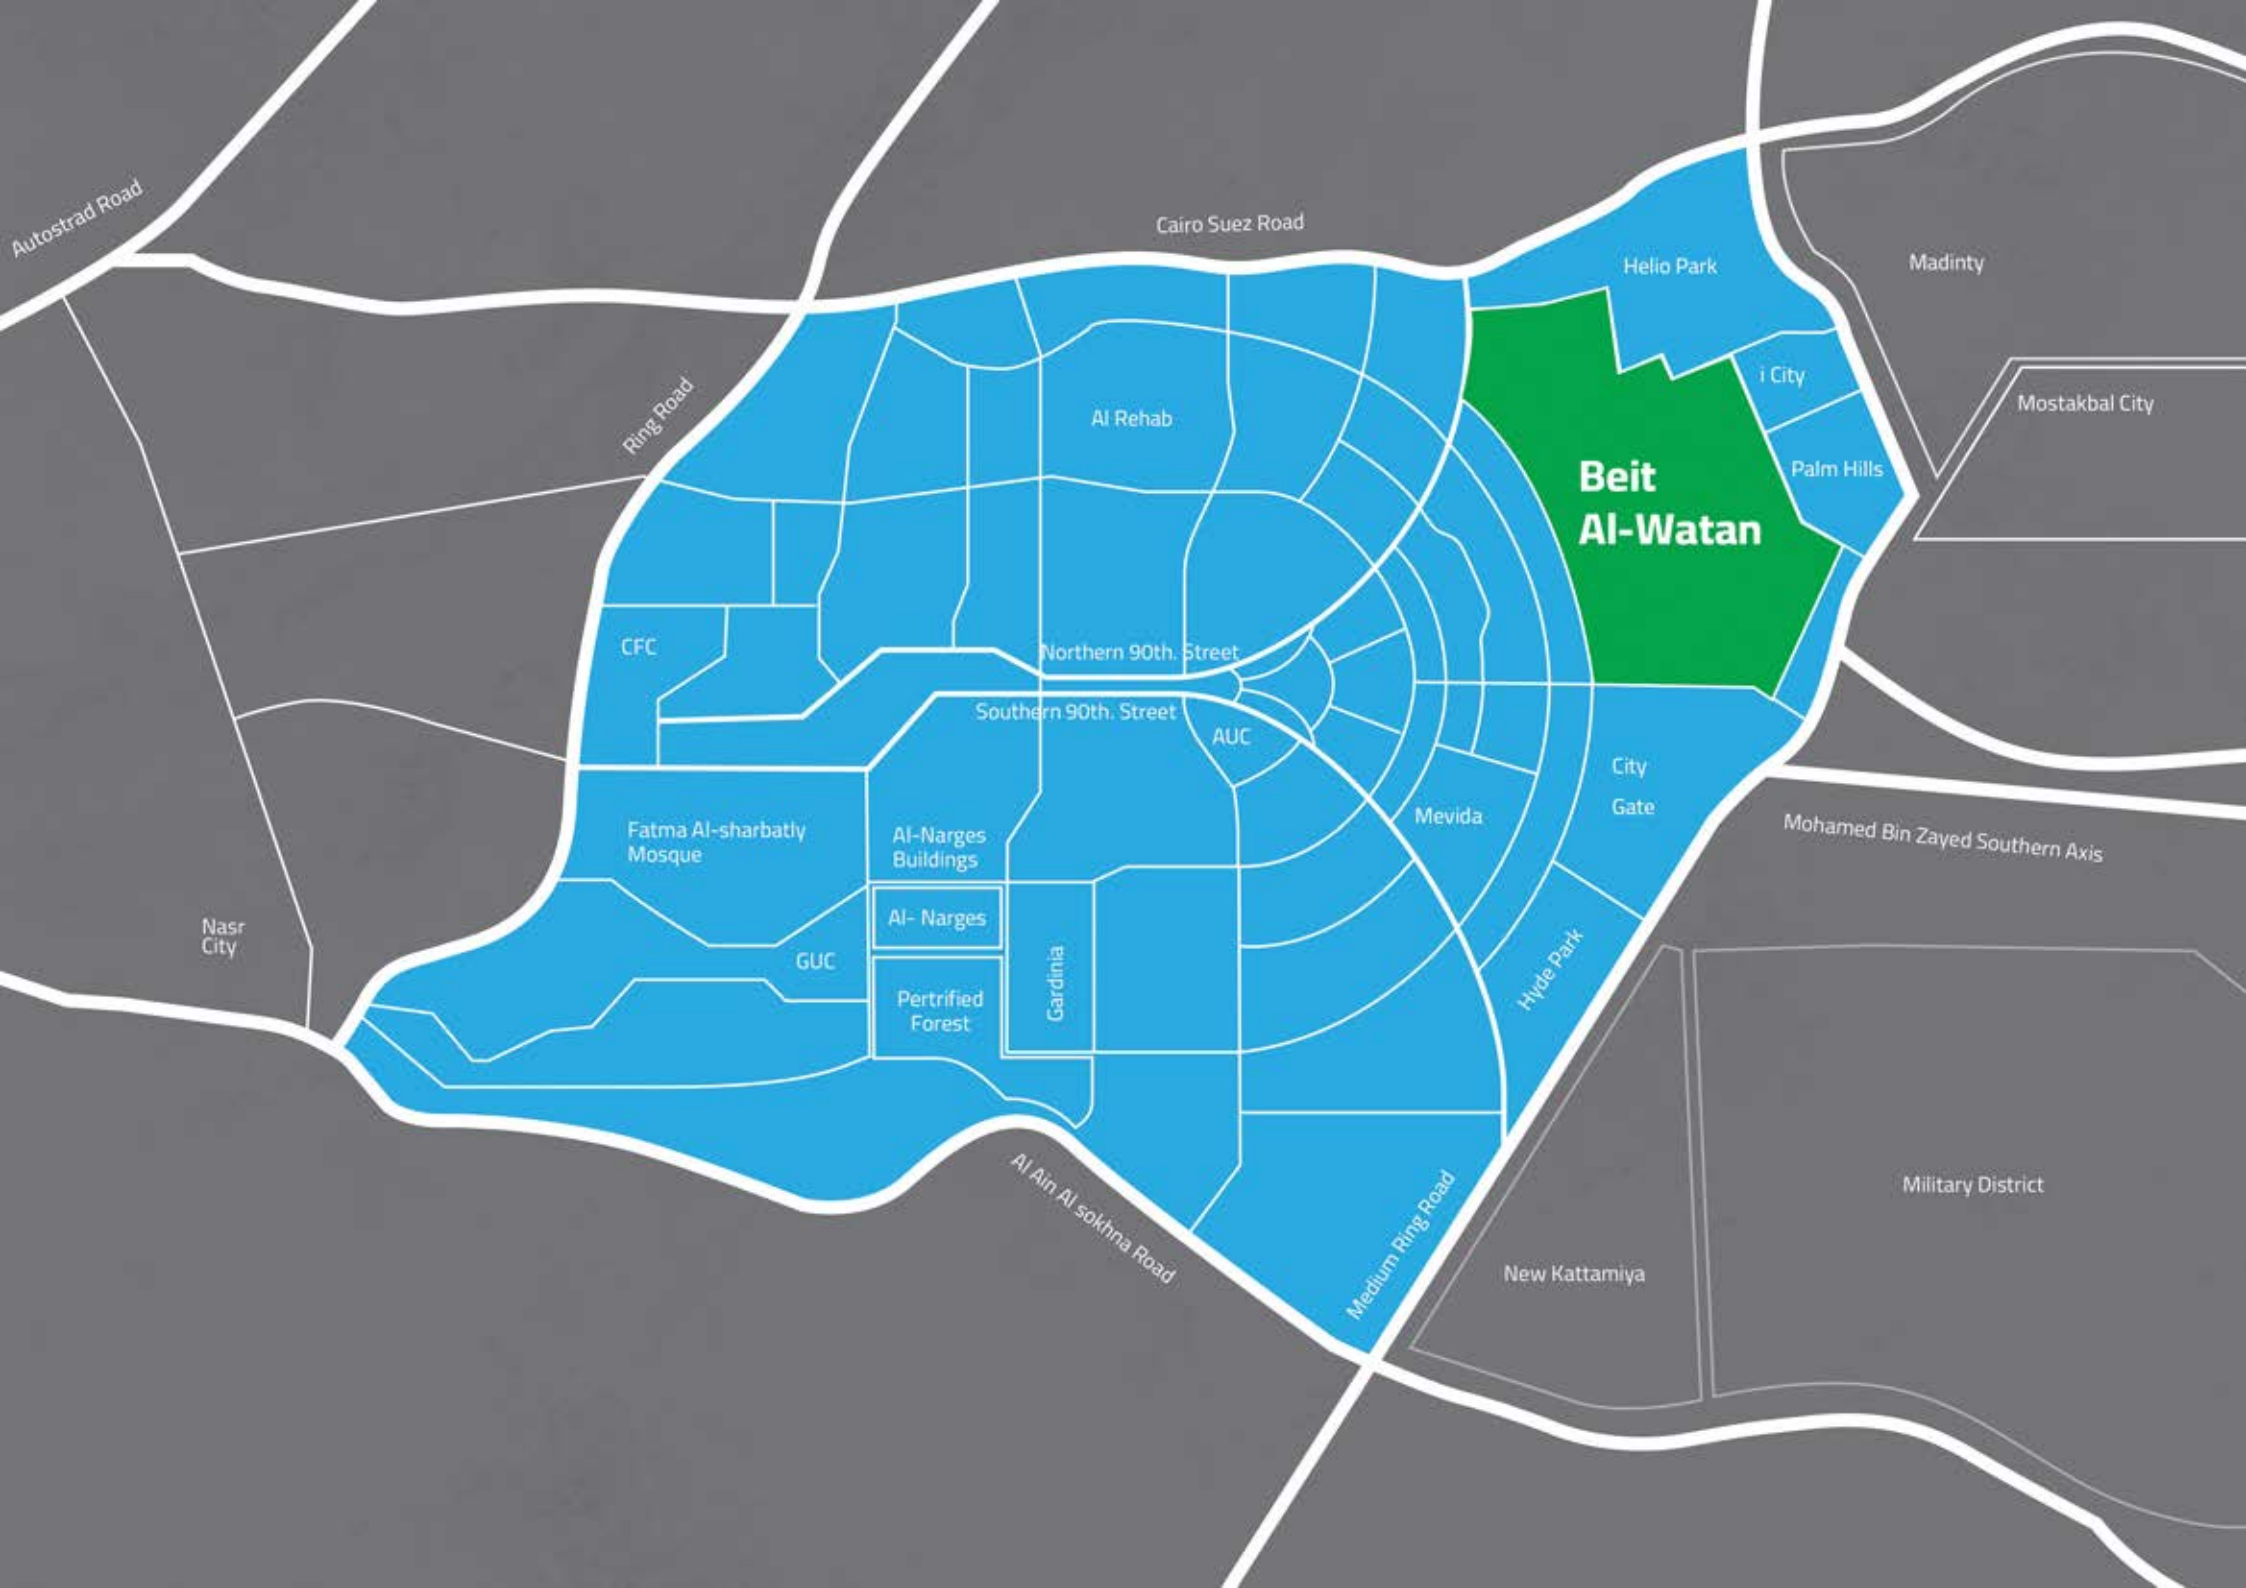 Autostrad Road
Cairo Suez Road
Helio Park
Madinty
Ring Road
i City
Mostakbal City
Al Rehab
Palm Hills
Beit
Al-Watan
CFC
Northern 90th. Street
Southern 90th. Street
AUC
City
Gate
Mevida
Mohamed Bin Zayed Southern Axis
Fatma Al-sharbatly
Mosque
Al-Narges
Buildings
Al- Narges
Nasr
City
GUC
Gardinia
Hyde Park
Pertrified
Forest
Al Ain Al sokhna Road
Medium Ring Road
Military District
New Kattamiya